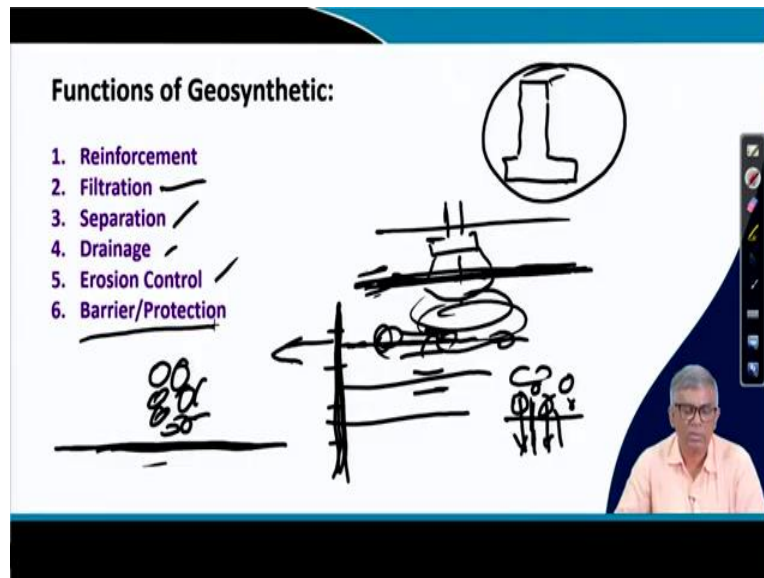 Functions of Geosynthetic:
1. Reinforcement
2. Filtration
3. Separation
4. Drainage
5. Erosion Control
6. Barrier/Protection